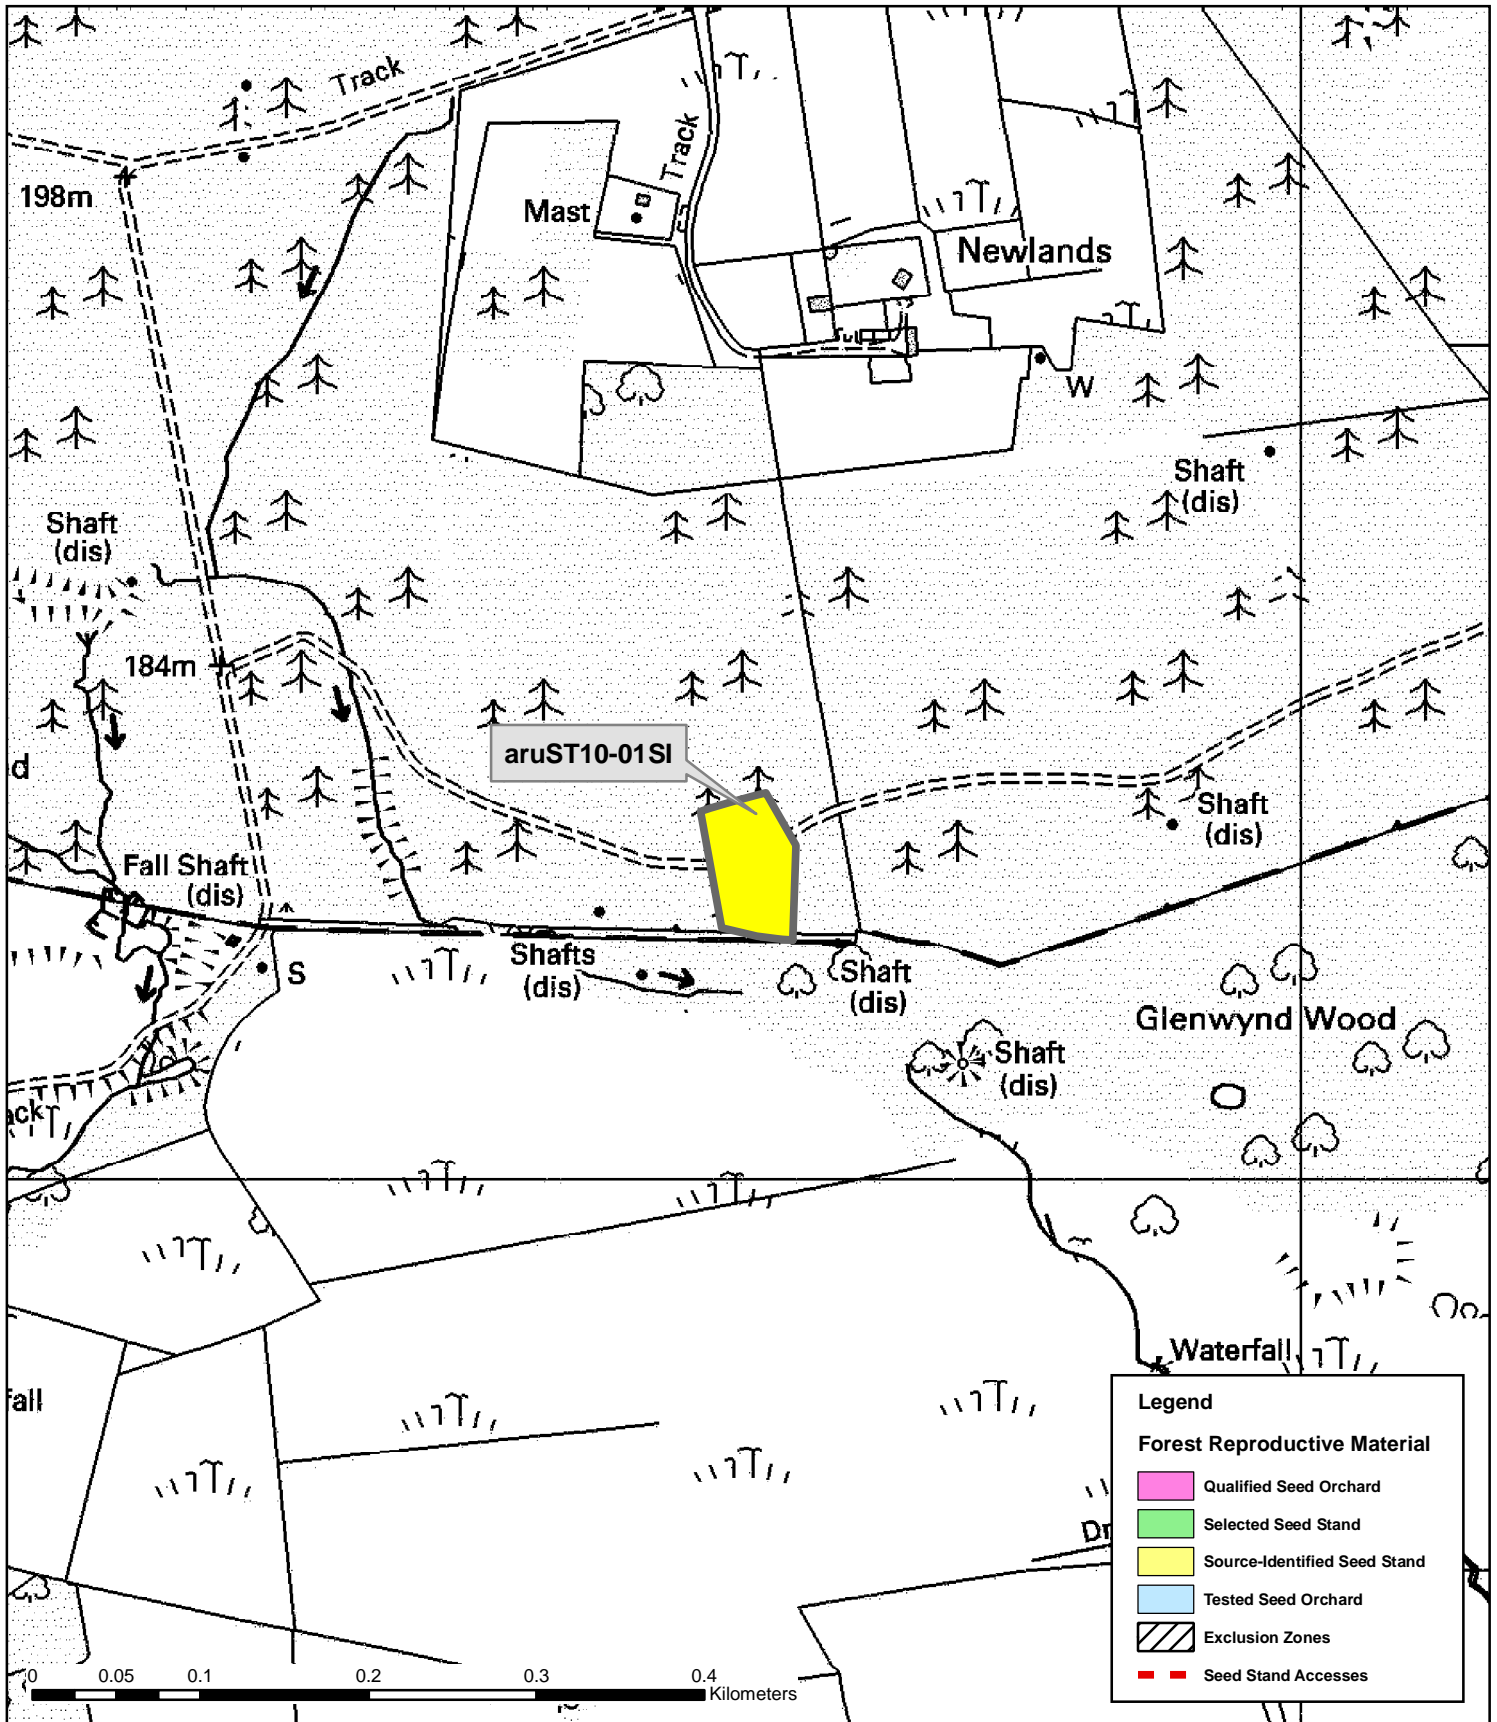 Track
198m
Track
Mast
Newlands
W
Shaft
(dis)
Shaft
(dis)
184m
aruST10-01SI
d
Shaft
(dis)
Fall Shaft
(dis)
S
Shafts
(dis)
Shaft
(dis)
Glenwynd Wood
Shaft
(dis)
ack
Waterfall
fall
Dr
Legend
Forest Reproductive Material
Qualified Seed Orchard
Selected Seed Stand
Source-Identified Seed Stand
Tested Seed Orchard
Exclusion Zones
Seed Stand Accesses
0 0.05 0.1 0.2 0.3 0.4
Kilometers